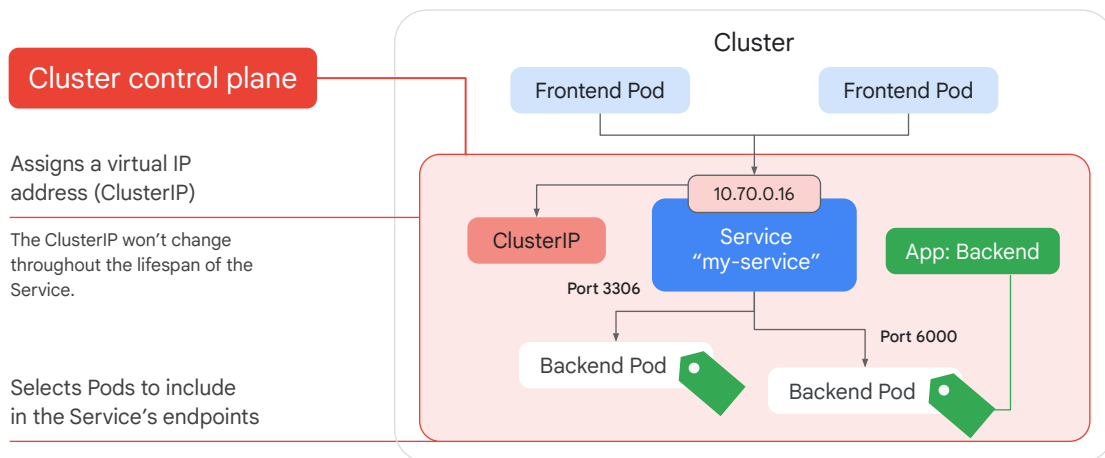 Cluster
Cluster control plane
Frontend Pod
Frontend Pod
Assigns a virtual IP
address (ClusterIP)
10.70.0.16
ClusterIP
Service
“my-service”
App: Backend
The ClusterIP won’t change
throughout the lifespan of the
Service.
Port 3306
Port 6000
Backend Pod
Backend Pod
Selects Pods to include
in the Service’s endpoints